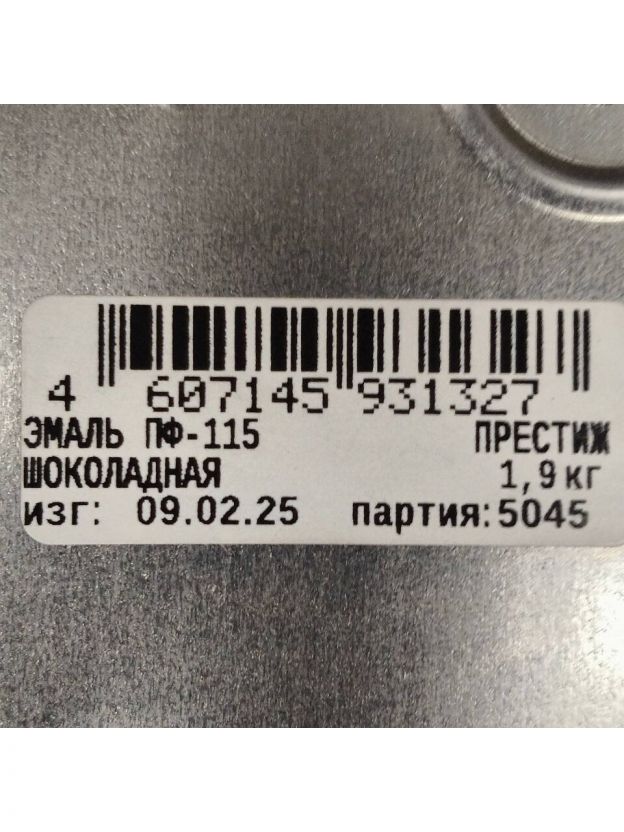 4 607145 931327
ЭМАЛЬ ПФ-115 ПРЕСТИЖ
ШОКОЛАДНАЯ 1,9кг
изг: 09.02.25 партия:5045